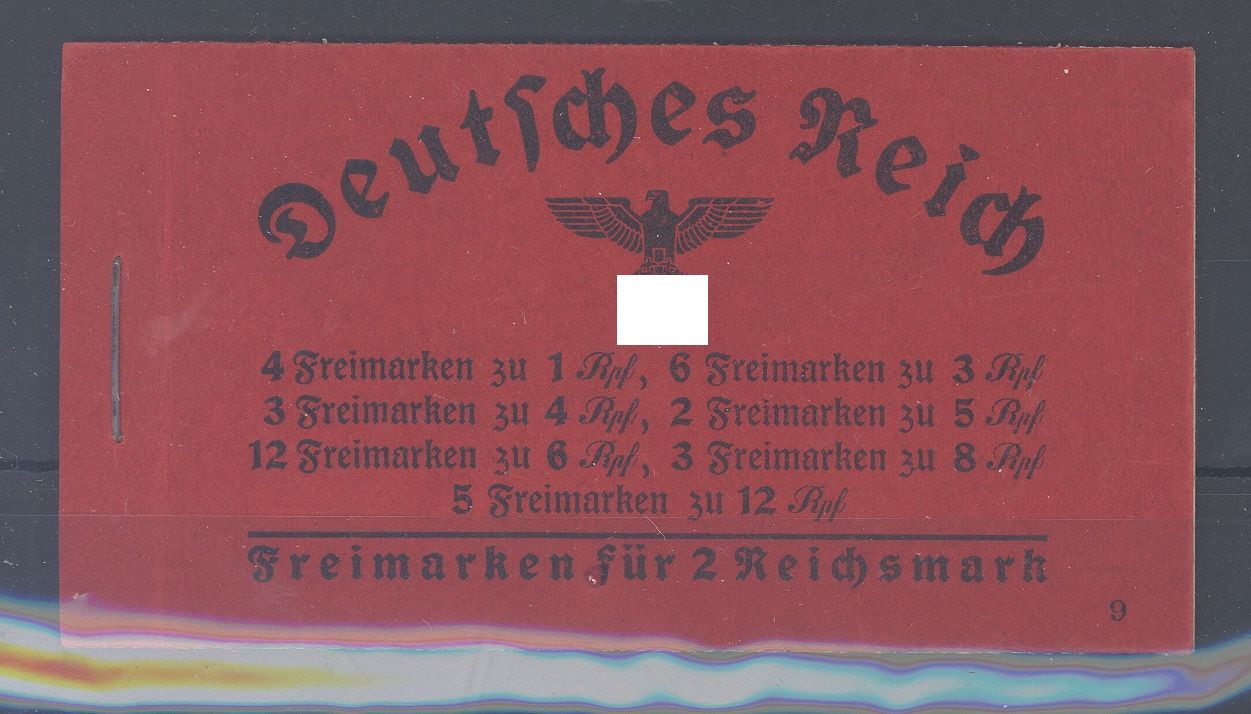 Deutsches Reich
4 Freimarken zu 1 Rpf, 6 Freimarken zu 3 Rpf
3 Freimarken zu 4 Rpf, 2 Freimarken zu 5 Rpf
12 Freimarken zu 6 Rpf, 3 Freimarken zu 8 Rpf
5 Freimarken zu 12 Rpf
Freimarken für 2 Reichsmark
9